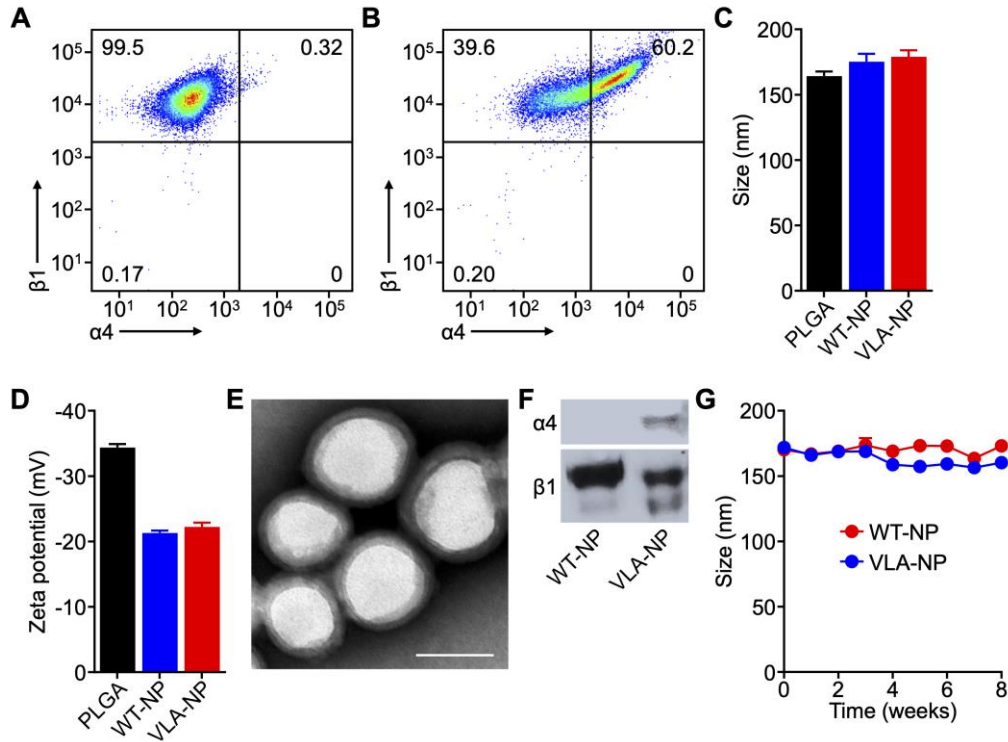 A
99.5
0.32
10⁵
10⁴
10³
10²
10¹
0.17
0
β1
10¹ 10² 10³ 10⁴ 10⁵
α4
B
39.6
60.2
10⁵
10⁴
10³
10²
10¹
0.20
0
β1
10¹ 10² 10³ 10⁴ 10⁵
α4
C
200
150
100
50
0
Size (nm)
PLGA
WT-NP
VLA-NP
D
-40
-30
-20
-10
0
Zeta potential (mV)
PLGA
WT-NP
VLA-NP
E
F
α4
β1
WT-NP
VLA-NP
G
200
150
100
50
0
Size (nm)
WT-NP
VLA-NP
0 2 4 6 8
Time (weeks)